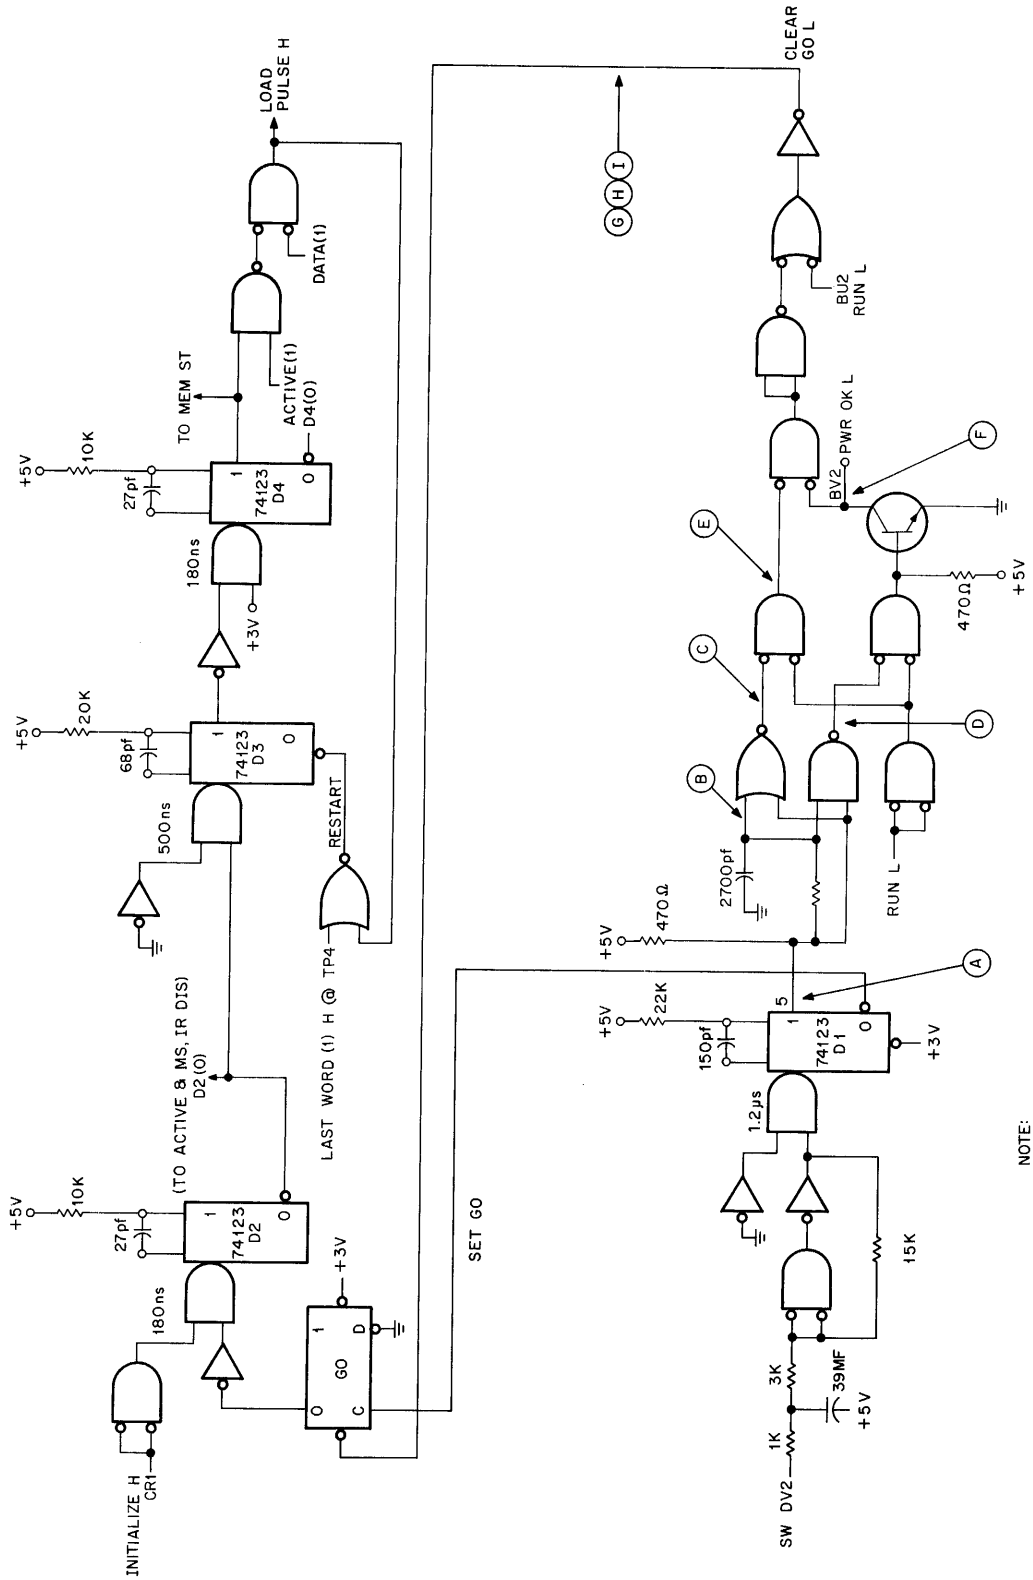 INITIALIZE H
CR1
180ns
+5V
10K
27pf
1
74123
D2
0
(TO ACTIVE & MS, IR DIS)
D2(0)
0
1
GO
C
D
+3V
500ns
+5V
20K
68pf
1
74123
D3
0
RESTART
LAST WORD (1) H @ TP4
180ns
+3V
+5V
10K
27pf
1
74123
D4
0
TO MEM ST
ACTIVE(1)
D4(0)
DATA(1)
LOAD
PULSE H
SET GO
SW DV2
1K
3K
39MF
+5V
15K
1.2μs
+5V
22K
150pf
1
5
74123
D1
0
+3V
A
+5V
470Ω
2700pf
B
C
D
RUN L
E
F
470Ω
+5V
BV2
PWR OK L
BU2
RUN L
G H I
CLEAR
GO L
NOTE: